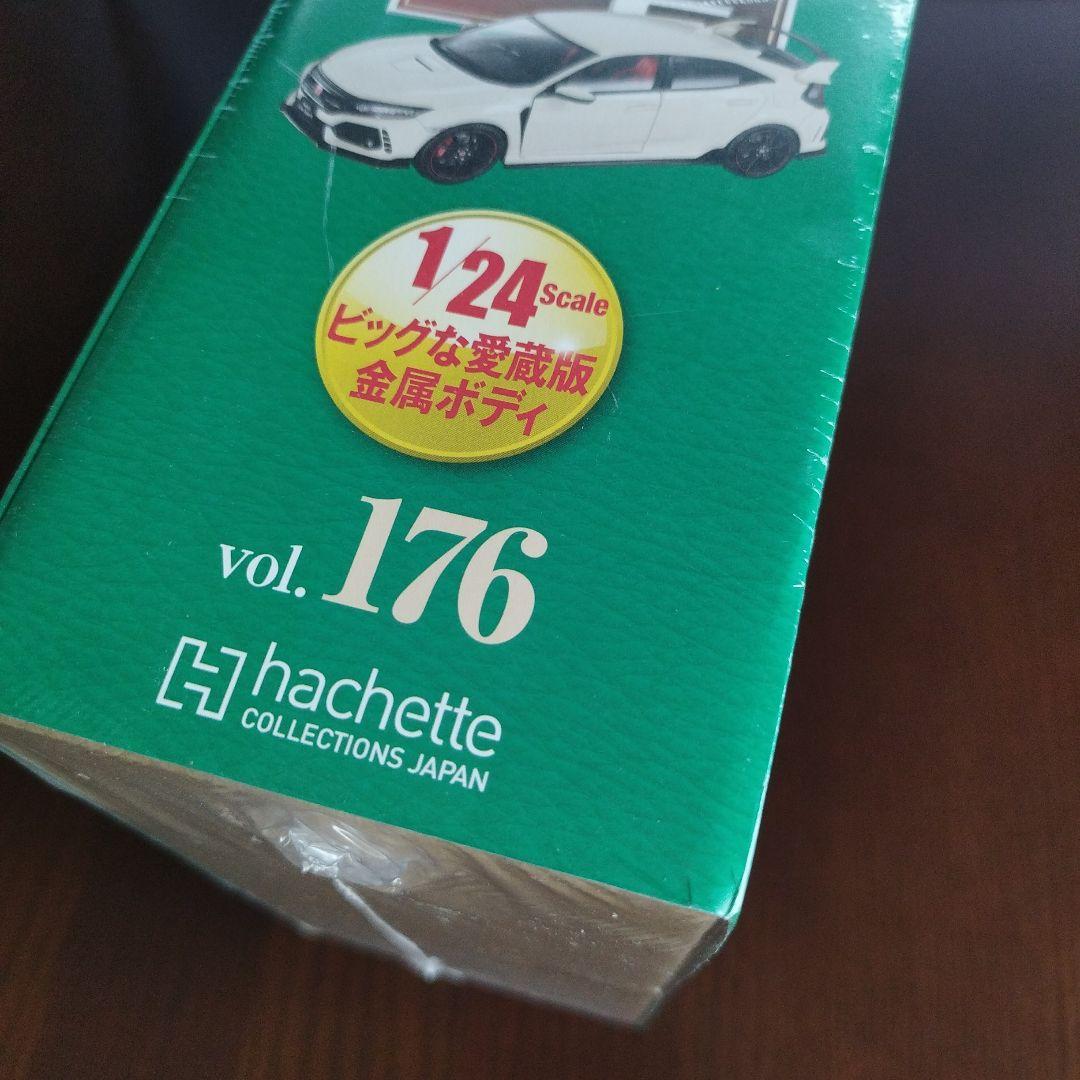 1/24 Scale
ビッグな愛蔵版
金属ボディ
vol. 176
hachette
COLLECTIONS JAPAN